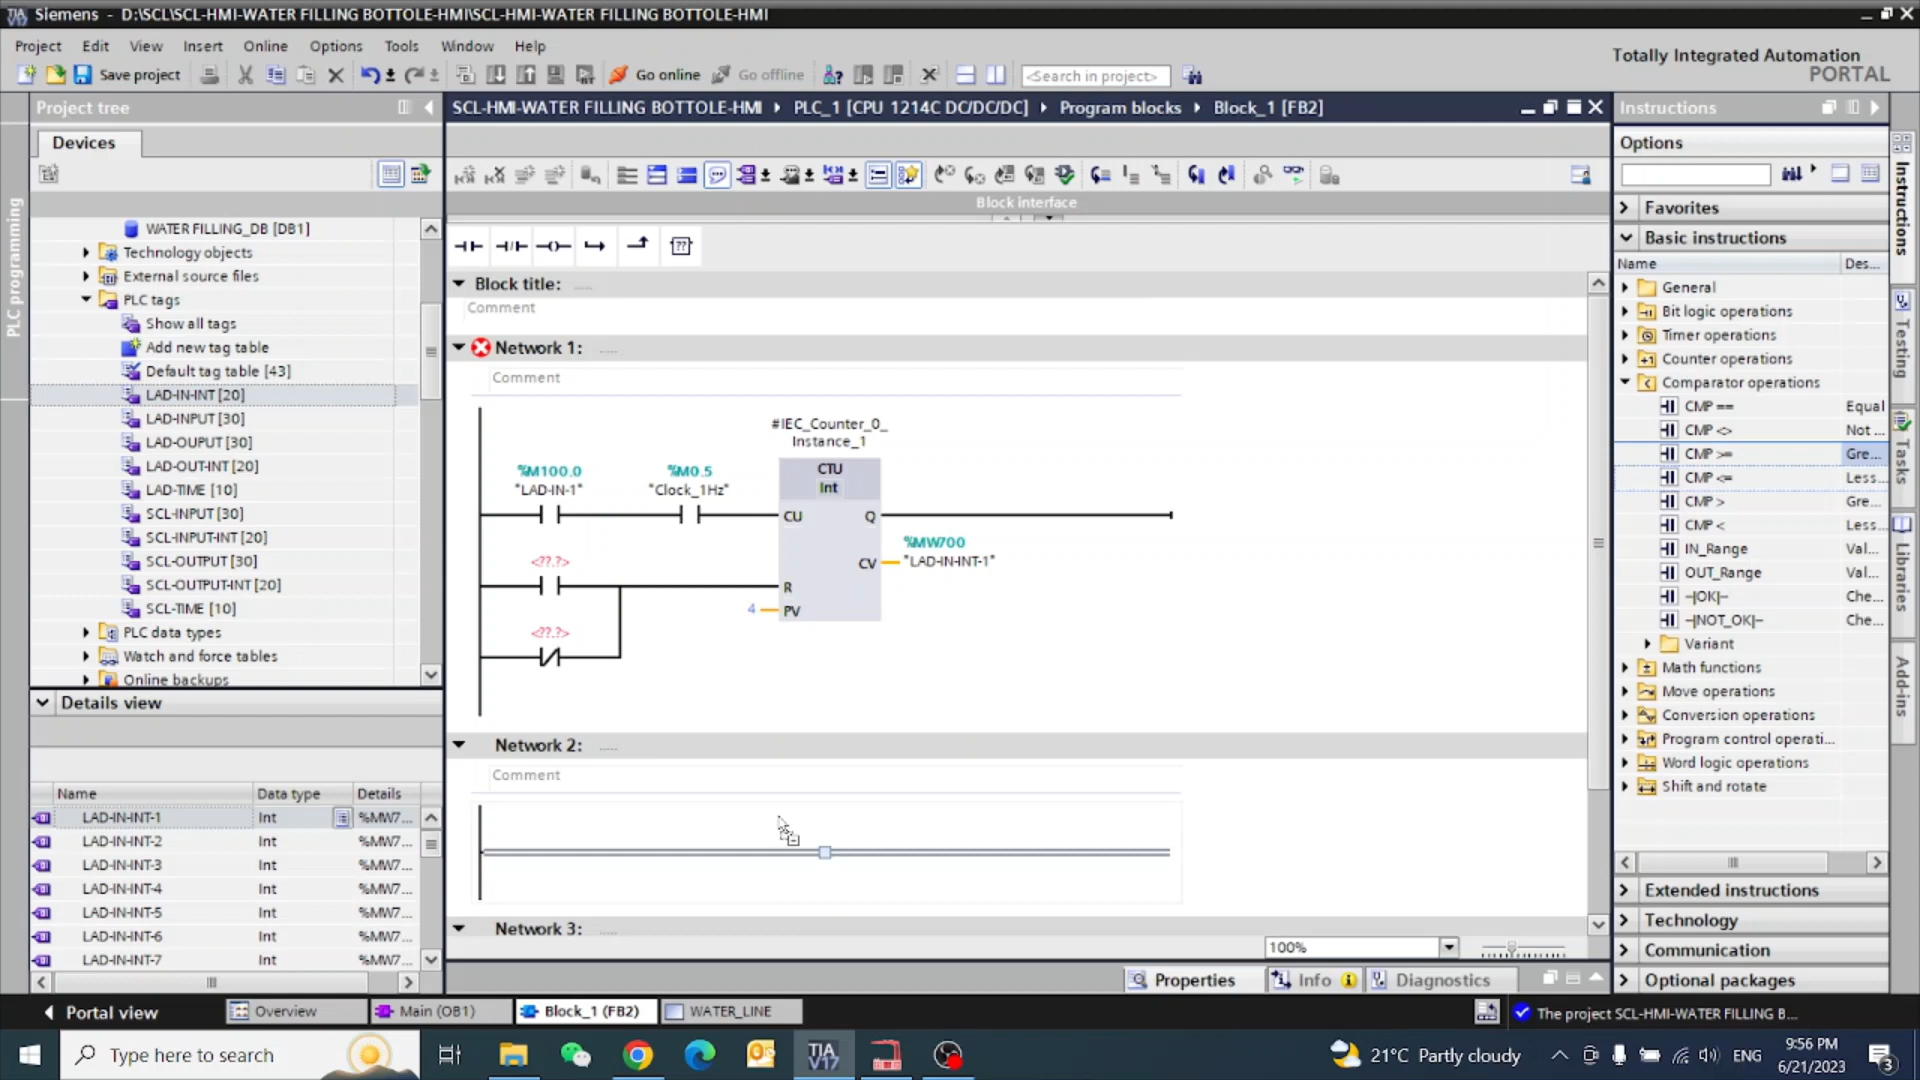 Siemens - D:\SCL\SCL-HMI-WATER FILLING BOTTOLE-HMI\SCL-HMI-WATER FILLING BOTTOLE-HMI
Project Edit View Insert Online Options Tools Window Help
Totally Integrated Automation
PORTAL
Save project Go online Go offline <Search in project>
Project tree
SCL-HMI-WATER FILLING BOTTOLE-HMI PLC_1 [CPU 1214C DC/DC/DC] Program blocks Block_1 [FB2]
Instructions
Devices
Options
PLC programming
WATER FILLING_DB [DB1]
Technology objects
External source files
PLC tags
Show all tags
Add new tag table
Default tag table [43]
LAD-IN-INT [20]
LAD-INPUT [30]
LAD-OUPUT [30]
LAD-OUT-INT [20]
LAD-TIME [10]
SCL-INPUT [30]
SCL-INPUT-INT [20]
SCL-OUTPUT [30]
SCL-OUTPUT-INT [20]
SCL-TIME [10]
PLC data types
Watch and force tables
Online backups
Details view
Name Data type Details
LAD-IN-INT-1 Int %MW7...
LAD-IN-INT-2 Int %MW7...
LAD-IN-INT-3 Int %MW7...
LAD-IN-INT-4 Int %MW7...
LAD-IN-INT-5 Int %MW7...
LAD-IN-INT-6 Int %MW7...
LAD-IN-INT-7 Int %MW7...
Block interface
??
Block title: .....
Comment
Network 1: .....
Comment
#IEC_Counter_0_
Instance_1
%M100.0 %M0.5 CTU
"LAD-IN-1" "Clock_1Hz" Int
CU Q
%MW700
<??.?> CV "LAD-IN-INT-1"
R
4 PV
<??.?>
Network 2: .....
Comment
Network 3: .....
100%
Properties Info Diagnostics
Favorites
Basic instructions
Name Des...
General
Bit logic operations
Timer operations
Counter operations
Comparator operations
CMP == Equal
CMP <> Not ...
CMP >= Gre...
CMP <= Less...
CMP > Gre...
CMP < Less...
IN_Range Val...
OUT_Range Val...
-|OK|- Che...
-|NOT_OK|- Che...
Variant
Math functions
Move operations
Conversion operations
Program control operati...
Word logic operations
Shift and rotate
Extended instructions
Technology
Communication
Optional packages
Instructions
Testing
Tasks
Libraries
Add-ins
Portal view Overview Main (OB1) Block_1 (FB2) WATER_LINE The project SCL-HMI-WATER FILLING B...
Type here to search 21°C Partly cloudy ENG 9:56 PM
6/21/2023
3